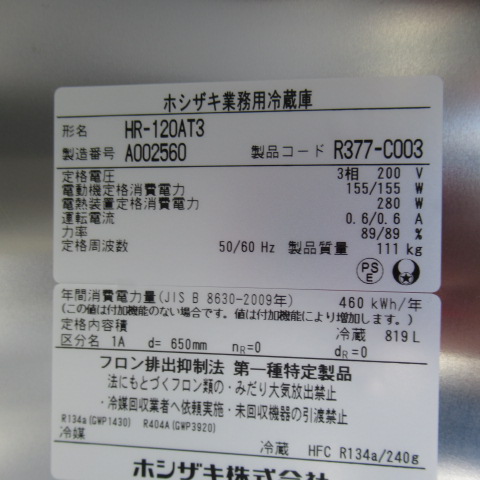 ホシザキ業務用冷蔵庫
形名 HR-120AT3
製造番号 A002560 製品コード R377-C003
定格電圧 3相 200 V
電動機定格消費電力 155/155 W
電熱装置定格消費電力 280 W
運転電流 0.6/0.6 A
力率 89/89 %
定格周波数 50/60 Hz 製品質量 111 kg
PS
E
年間消費電力量(JIS B 8630-2009年) 460 kWh/年
(この値は付加機能のない場合です。値は付加機能により増加します。)
定格内容積 冷蔵 819 L
区分名 1A d= 650mm nR=0 dR=0
フロン排出抑制法 第一種特定製品
法にもとづくフロン類の・みだり大気放出禁止
・冷媒回収業者へ依頼実施・未回収機器の引渡禁止
R134a(GWP1430) R404A(GWP3920)
冷媒 冷蔵 HFC R134a/240g
ホシザキ株式会社